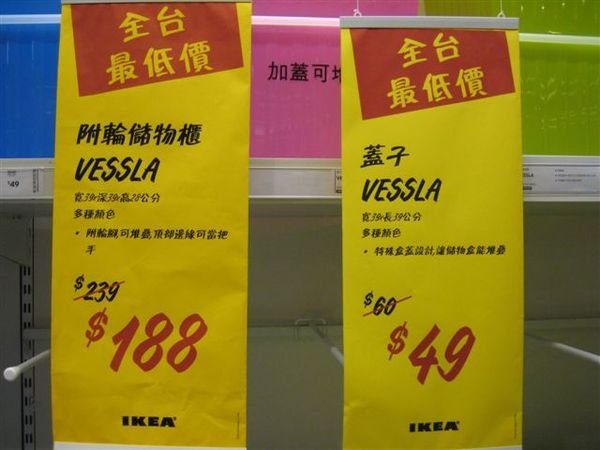 全台
最低價
附輪儲物櫃
VESSLA
寬39x深39x高28公分
多種顏色
• 附輪腳,可堆疊,頂部邊緣可當把
手
$239
$188
IKEA
全台
最低價
蓋子
VESSLA
寬39x長39公分
多種顏色
• 特殊盒蓋設計,讓儲物盒能堆疊
$60
$49
IKEA
加蓋可堆
$49